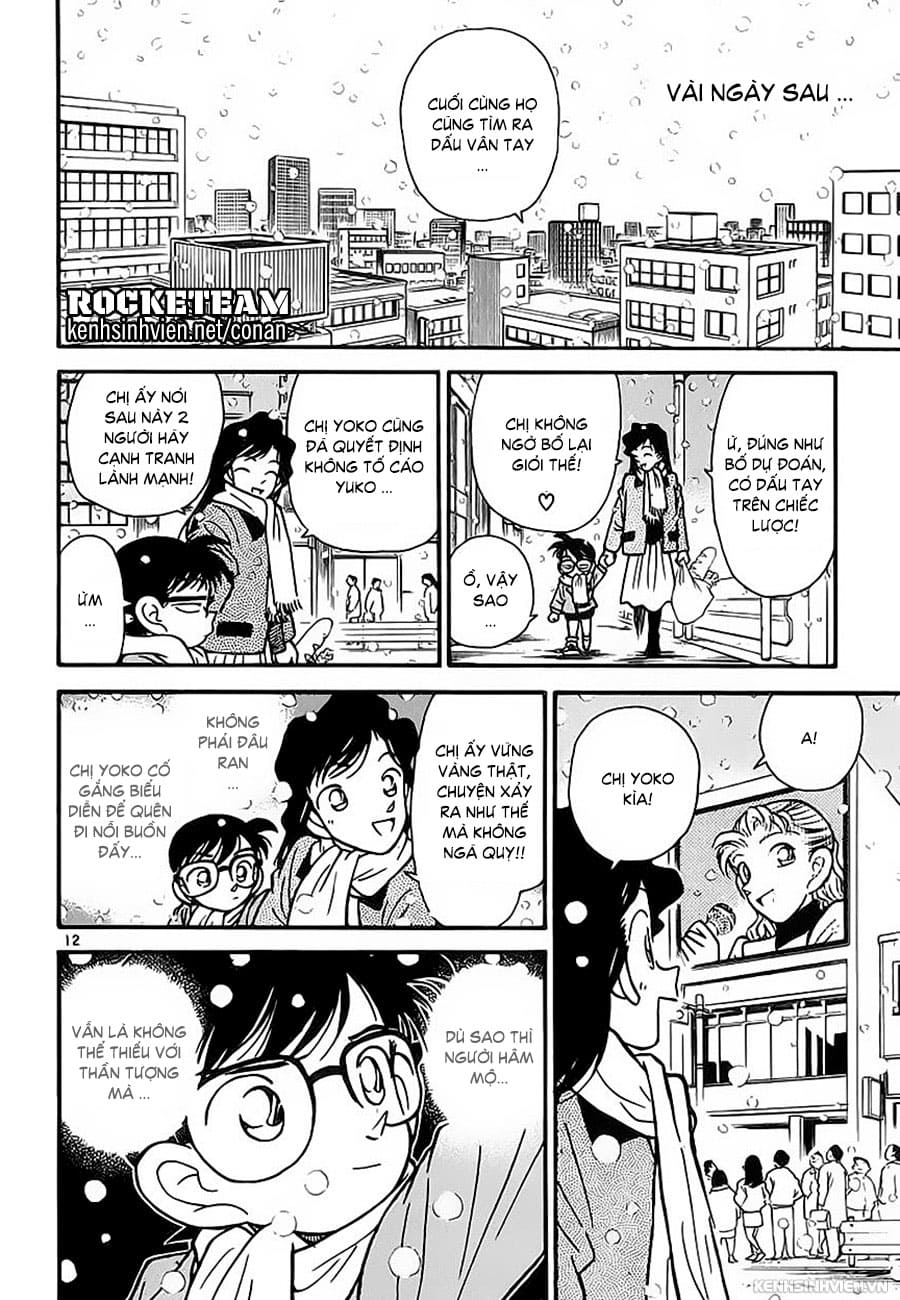 VÀI NGÀY SAU ...
CUỐI CÙNG HỌ
CŨNG TÌM RA
DẤU VÂN TAY
...
ROCKETEAM
kenhsinhvien.net/conan
Ừ, ĐÚNG NHƯ
BỐ DỰ ĐOÁN,
CÓ DẤU TAY
TRÊN CHIẾC
LƯỢC!
CHỊ KHÔNG
NGỜ BỐ LẠI
GIỎI THẾ!
♡
Ồ, VẬY
SAO
CHỊ YOKO CŨNG
ĐÃ QUYẾT ĐỊNH
KHÔNG TỐ CÁO
YUKO ...
CHỊ ẤY NÓI
SAU NÀY 2
NGƯỜI HÃY
CẠNH TRANH
LÀNH MẠNH!
ỪM
...
A!
CHỊ YOKO
KÌA!
CHỊ ẤY VỮNG
VÀNG THẬT,
CHUYỆN XẢY
RA NHƯ THẾ
MÀ KHÔNG
NGÃ QUỴ!!
KHÔNG
PHẢI ĐÂU
RAN
...
CHỊ YOKO CỐ
GẮNG BIỂU
DIỄN ĐỂ QUÊN
ĐI NỖI BUỒN
ĐẤY...
12
DÙ SAO THÌ
NGƯỜI HÂM
MỘ...
VẪN LÀ KHÔNG
THỂ THIẾU VỚI
THẦN TƯỢNG
MÀ ...
KENHSINHVIEN.VN